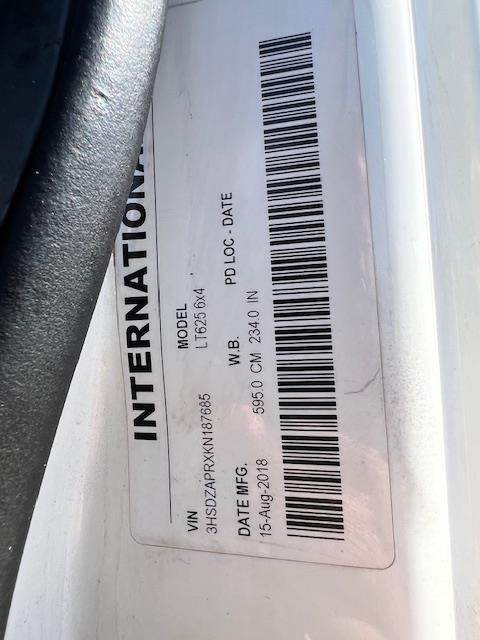 INTERNATIONA
VIN
3HSDZAPRXKN187685
MODEL
LT625 6x4
DATE MFG.
15-Aug-2018
W.B.
595.0 CM 234.0 IN
PD LOC - DATE